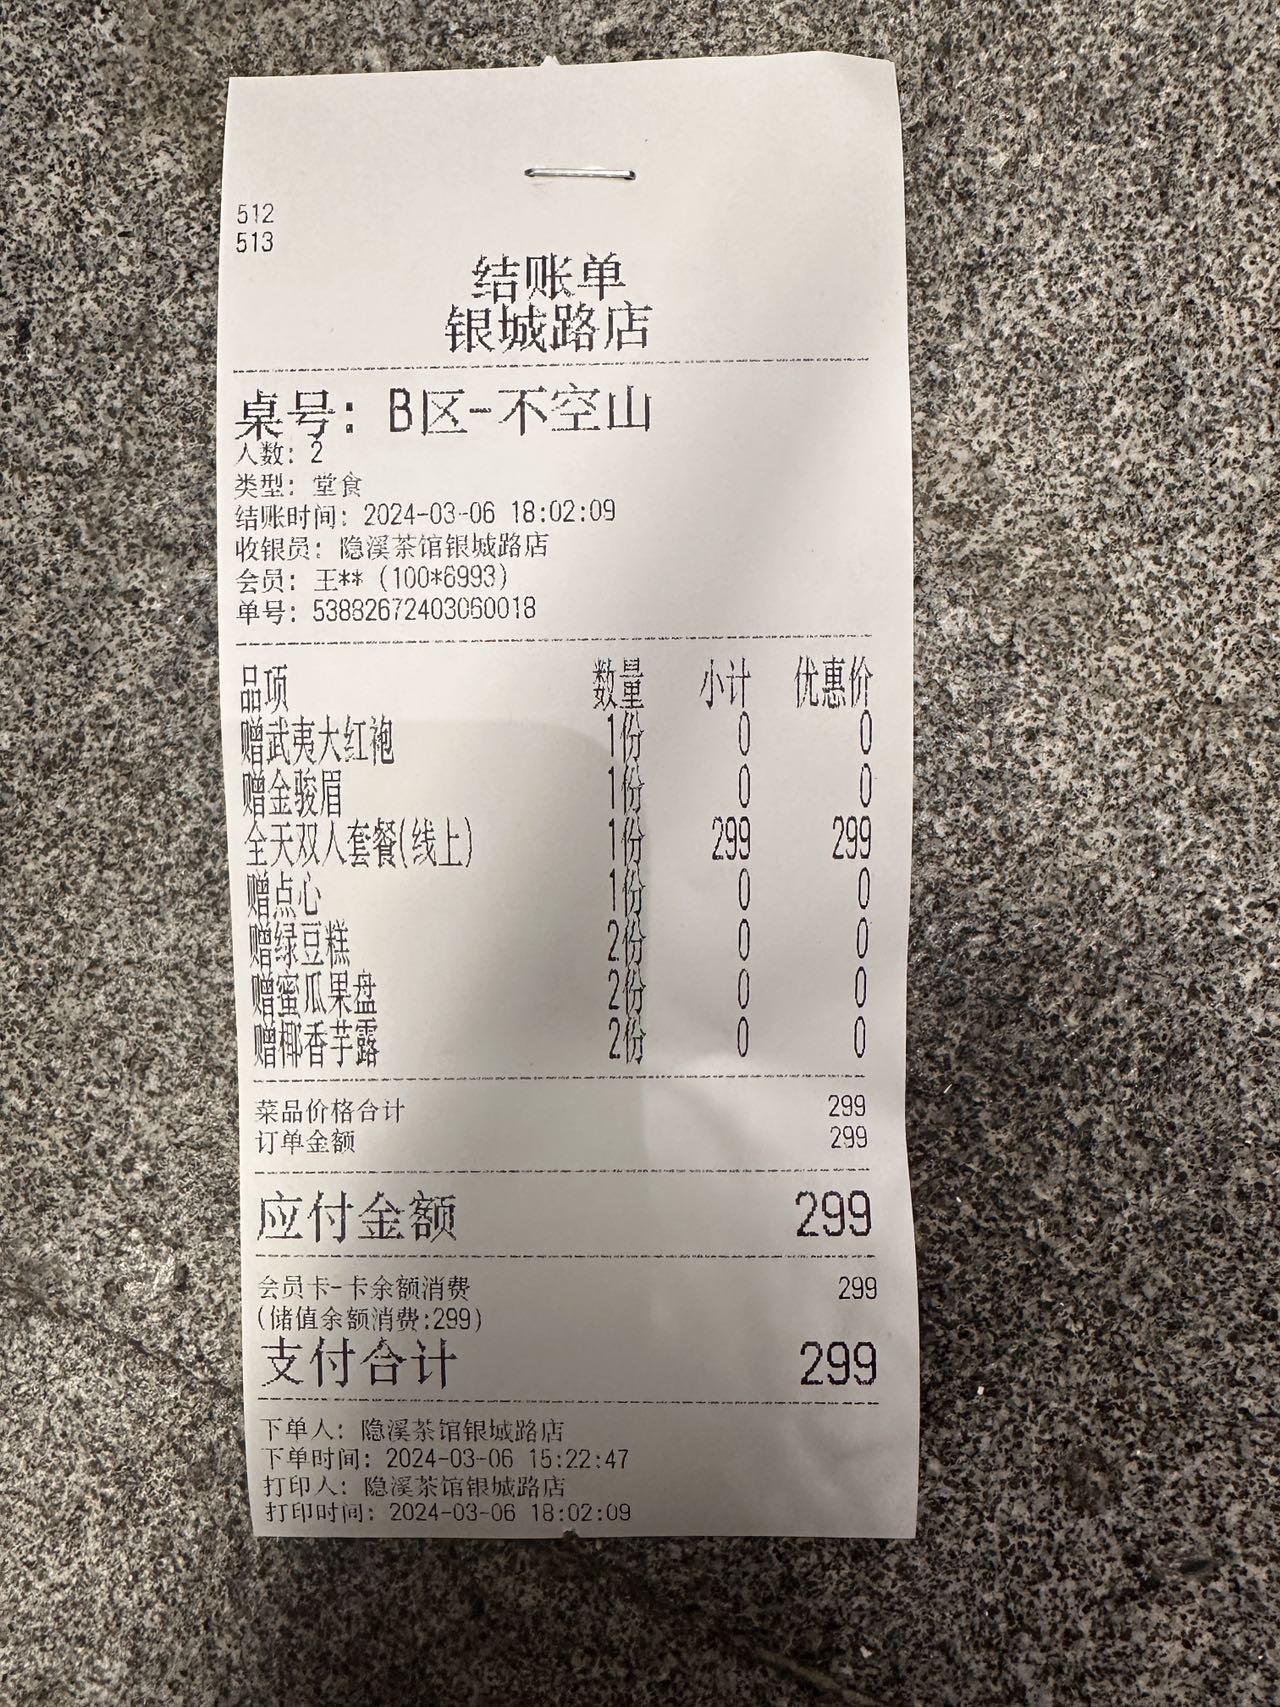 512
513
结账单
银城路店
桌号: B区-不空山
人数: 2
类型: 堂食
结账时间: 2024-03-06 18:02:09
收银员: 隐溪茶馆银城路店
会员: 王** (100*6993)
单号: 53882672403060018
品项 数量 小计 优惠价
赠武夷大红袍 1份 0 0
赠金骏眉 1份 0 0
全天双人套餐(线上) 1份 299 299
赠点心 1份 0 0
赠绿豆糕 2份 0 0
赠蜜瓜果盘 2份 0 0
赠椰香芋露 2份 0 0
菜品价格合计 299
订单金额 299
应付金额 299
会员卡-卡余额消费 299
(储值余额消费:299)
支付合计 299
下单人: 隐溪茶馆银城路店
下单时间: 2024-03-06 15:22:47
打印人: 隐溪茶馆银城路店
打印时间: 2024-03-06 18:02:09